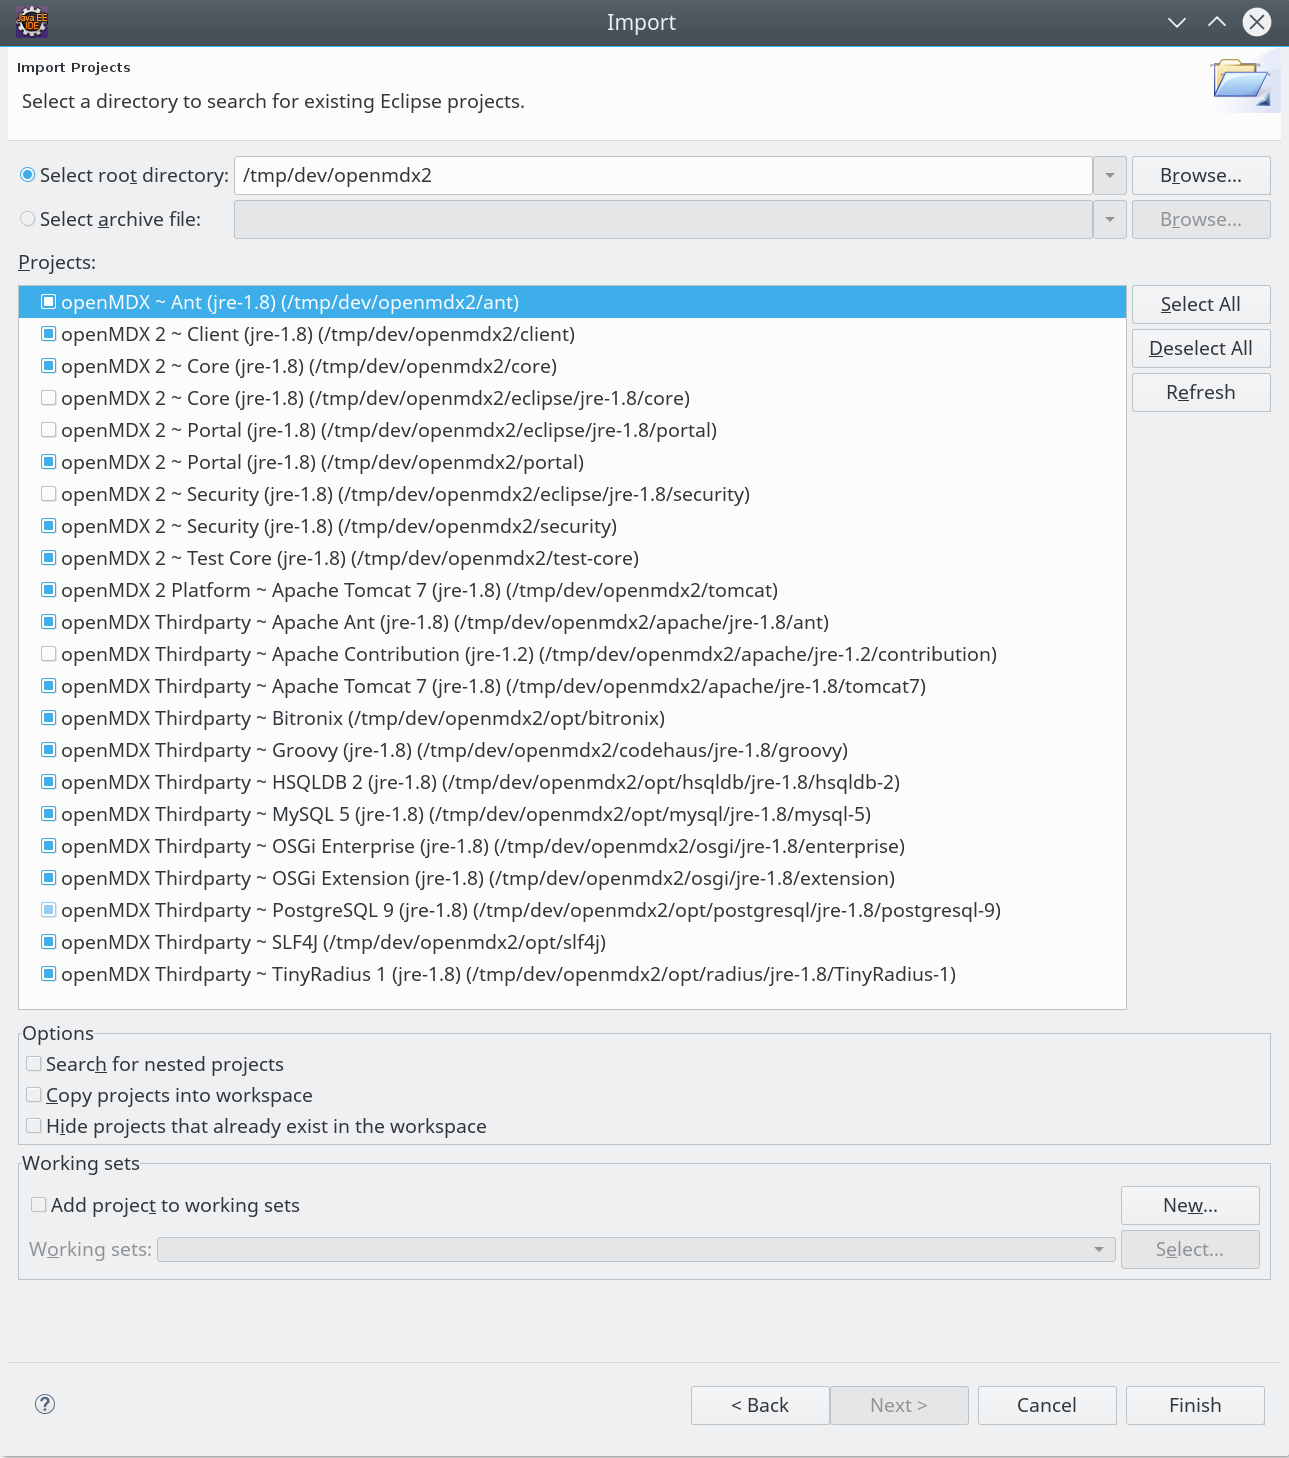 Java EE
IDE
Import
Import Projects
Select a directory to search for existing Eclipse projects.
Select root directory: /tmp/dev/openmdx2 Browse...
Select archive file: Browse...
Projects:
openMDX ~ Ant (jre-1.8) (/tmp/dev/openmdx2/ant) Select All
openMDX 2 ~ Client (jre-1.8) (/tmp/dev/openmdx2/client)
Deselect All
openMDX 2 ~ Core (jre-1.8) (/tmp/dev/openmdx2/core)
openMDX 2 ~ Core (jre-1.8) (/tmp/dev/openmdx2/eclipse/jre-1.8/core) Refresh
openMDX 2 ~ Portal (jre-1.8) (/tmp/dev/openmdx2/eclipse/jre-1.8/portal)
openMDX 2 ~ Portal (jre-1.8) (/tmp/dev/openmdx2/portal)
openMDX 2 ~ Security (jre-1.8) (/tmp/dev/openmdx2/eclipse/jre-1.8/security)
openMDX 2 ~ Security (jre-1.8) (/tmp/dev/openmdx2/security)
openMDX 2 ~ Test Core (jre-1.8) (/tmp/dev/openmdx2/test-core)
openMDX 2 Platform ~ Apache Tomcat 7 (jre-1.8) (/tmp/dev/openmdx2/tomcat)
openMDX Thirdparty ~ Apache Ant (jre-1.8) (/tmp/dev/openmdx2/apache/jre-1.8/ant)
openMDX Thirdparty ~ Apache Contribution (jre-1.2) (/tmp/dev/openmdx2/apache/jre-1.2/contribution)
openMDX Thirdparty ~ Apache Tomcat 7 (jre-1.8) (/tmp/dev/openmdx2/apache/jre-1.8/tomcat7)
openMDX Thirdparty ~ Bitronix (/tmp/dev/openmdx2/opt/bitronix)
openMDX Thirdparty ~ Groovy (jre-1.8) (/tmp/dev/openmdx2/codehaus/jre-1.8/groovy)
openMDX Thirdparty ~ HSQLDB 2 (jre-1.8) (/tmp/dev/openmdx2/opt/hsqldb/jre-1.8/hsqldb-2)
openMDX Thirdparty ~ MySQL 5 (jre-1.8) (/tmp/dev/openmdx2/opt/mysql/jre-1.8/mysql-5)
openMDX Thirdparty ~ OSGi Enterprise (jre-1.8) (/tmp/dev/openmdx2/osgi/jre-1.8/enterprise)
openMDX Thirdparty ~ OSGi Extension (jre-1.8) (/tmp/dev/openmdx2/osgi/jre-1.8/extension)
openMDX Thirdparty ~ PostgreSQL 9 (jre-1.8) (/tmp/dev/openmdx2/opt/postgresql/jre-1.8/postgresql-9)
openMDX Thirdparty ~ SLF4J (/tmp/dev/openmdx2/opt/slf4j)
openMDX Thirdparty ~ TinyRadius 1 (jre-1.8) (/tmp/dev/openmdx2/opt/radius/jre-1.8/TinyRadius-1)
Options
Search for nested projects
Copy projects into workspace
Hide projects that already exist in the workspace
Working sets
Add project to working sets New...
Working sets: Select...
? < Back Next > Cancel Finish